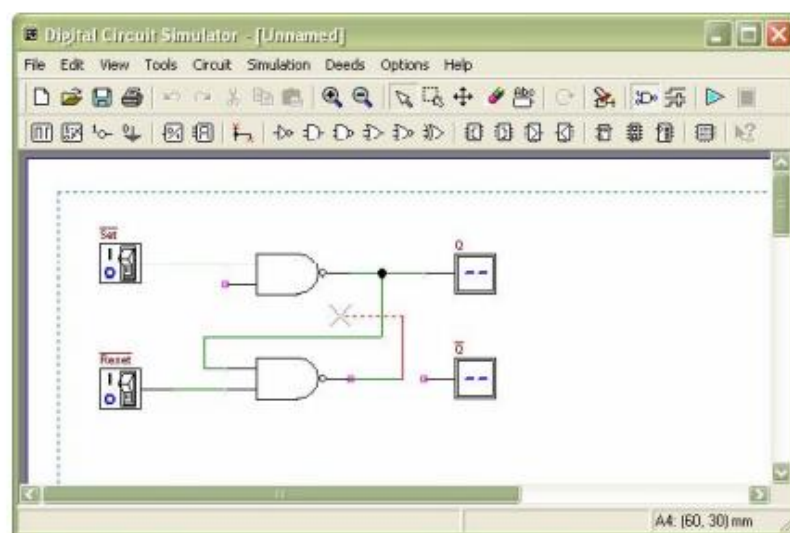 Digital Circuit Simulator - [Unnamed]
File Edit View Tools Circuit Simulation Deeds Options Help
Abc
Set
Q
Reset
Q
A4: (60, 30) mm